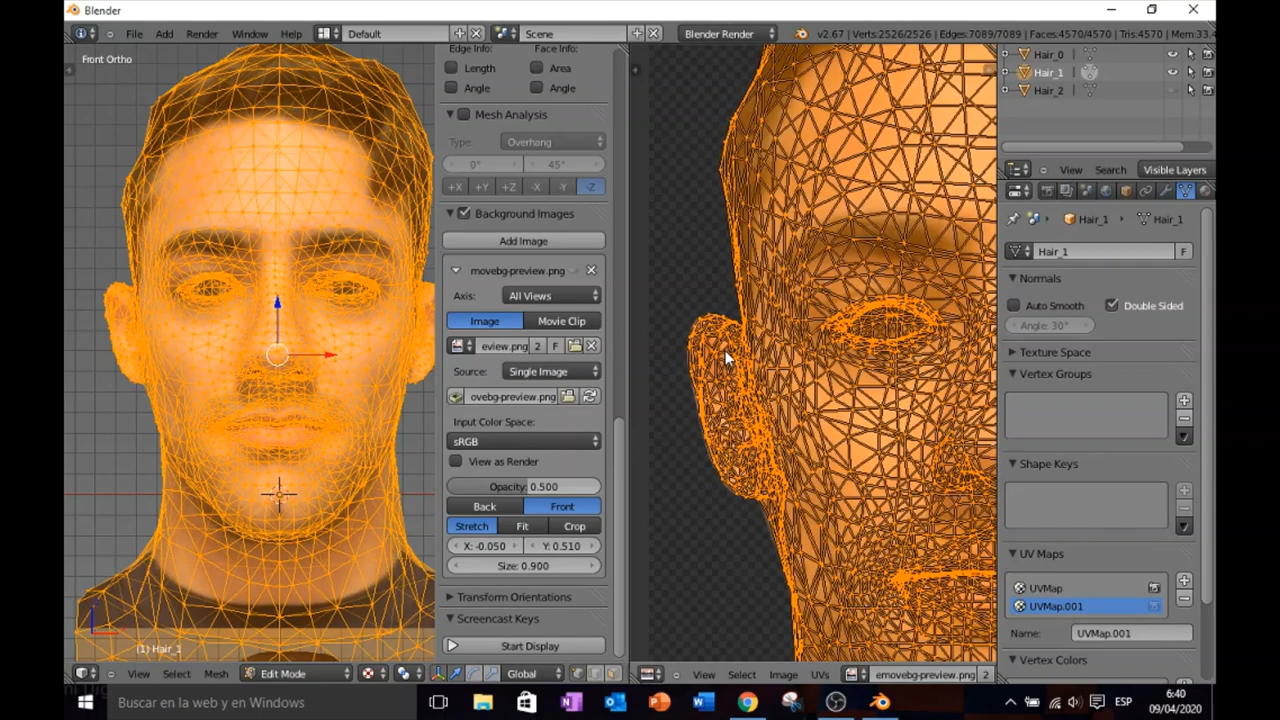 Blender
File Add Render Window Help Default Scene Blender Render v2.67 | Verts:2526/2526 | Edges:7089/7089 | Faces:4570/4570 | Tris:4570 | Mem:33.
Front Ortho
Edge Info: Face Info:
Length Area
Angle Angle
Mesh Analysis
Type: Overhang
0° 45°
+X +Y +Z -X -Y -Z
Background Images
Add Image
movebg-preview.png
Axis: All Views
Image Movie Clip
eview.png 2 F
Source: Single Image
ovebg-preview.png
Input Color Space:
sRGB
View as Render
Opacity: 0.500
Back Front
Stretch Fit Crop
X: -0.050 Y: 0.510
Size: 0.900
Transform Orientations
Screencast Keys
Start Display
(1) Hair_1
View Select Mesh Edit Mode Global
View Select Image UVs emovebg-preview.png 2
Hair_0
Hair_1
Hair_2
View Search Visible Layers
Hair_1 Hair_1
Hair_1 F
Normals
Auto Smooth Double Sided
Angle: 30°
Texture Space
Vertex Groups
Shape Keys
UV Maps
UVMap
UVMap.001
Name: UVMap.001
Vertex Colors
Buscar en la web y en Windows
ESP
6:40
09/04/2020